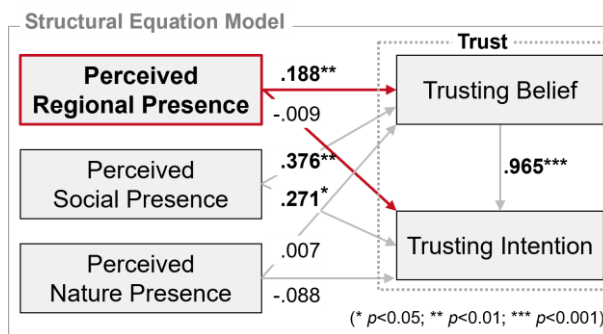 Structural Equation Model
Trust
Perceived
Regional Presence
.188**
-.009
Trusting Belief
Perceived
Social Presence
.376**
.271*
.965***
Perceived
Nature Presence
.007
-.088
Trusting Intention
(* p<0.05; ** p<0.01; *** p<0.001)